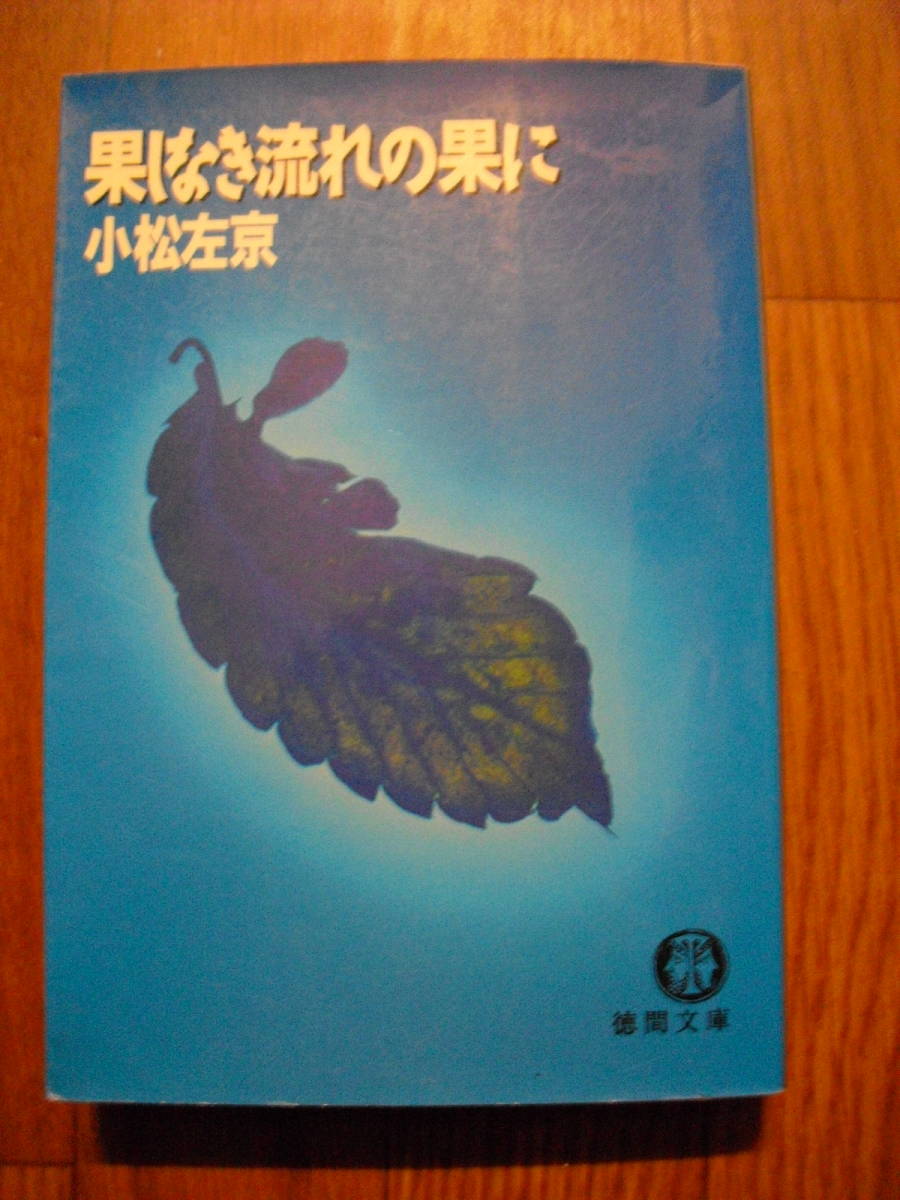 果しなき流れの果に
小松左京
徳間文庫